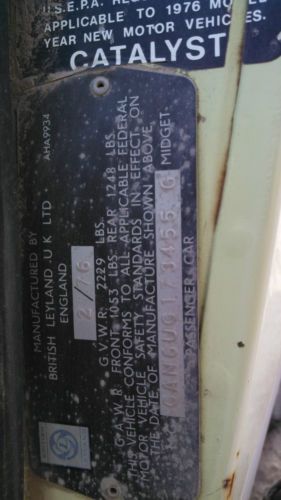 U.S.E.P.A. REG
APPLICABLE TO 1976 MODEL
YEAR NEW MOTOR VEHICLES.
CATALYST
AHA9934
MANUFACTURED BY
BRITISH LEYLAND U K LTD
ENGLAND
2/76
G.V.W.R. 2229 LBS.
G.A.W.R. FRONT 1033 LBS. REAR 1248 LBS.
THIS VEHICLE CONFORMS TO ALL APPLICABLE FEDERAL
MOTOR VEHICLE SAFETY STANDARDS IN EFFECT ON
THE DATE OF MANUFACTURE SHOWN ABOVE
PASSENGER CAR MIDGET